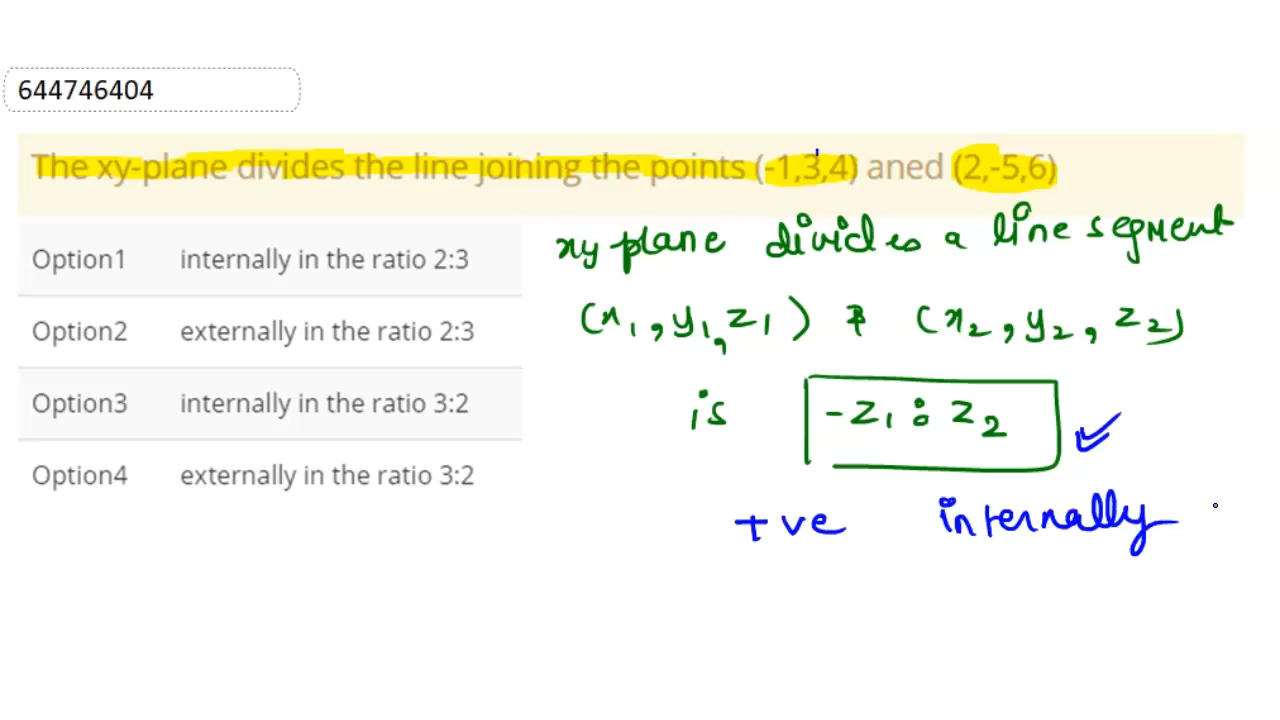 644746404
The xy-plane divides the line joining the points (-1,3,4) aned (2,-5,6)
Option1 internally in the ratio 2:3
Option2 externally in the ratio 2:3
Option3 internally in the ratio 3:2
Option4 externally in the ratio 3:2
xy plane divides a line segment
(x₁, y₁, z₁) & (x₂, y₂, z₂)
is -z₁ : z₂
+ve internally